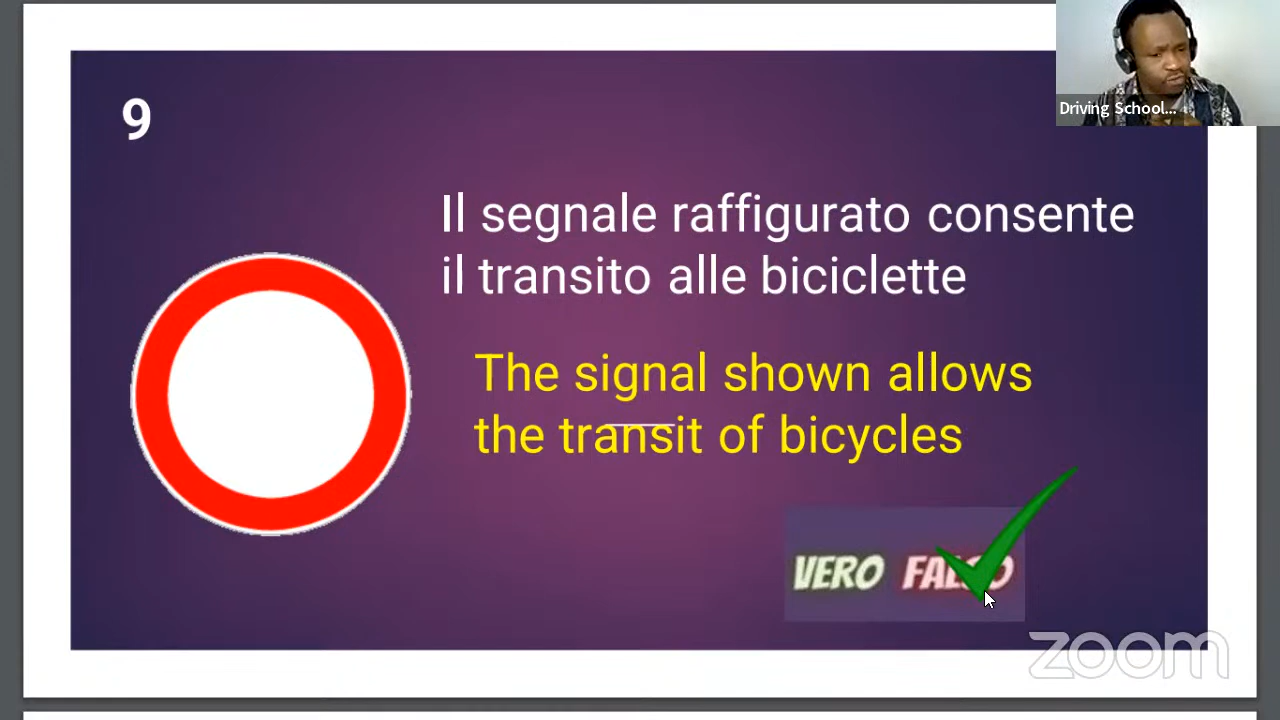 Driving School...
9
Il segnale raffigurato consente
il transito alle biciclette
The signal shown allows
the transit of bicycles
VERO FALSO
zoom